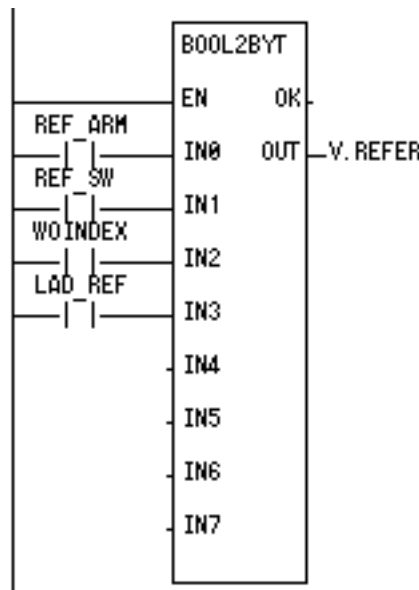 BOOL2BYT
EN OK
REF_ARM
IN0 OUT V.REFER
REF_SW
IN1
WOINDEX
IN2
LAD_REF
IN3
IN4
IN5
IN6
IN7